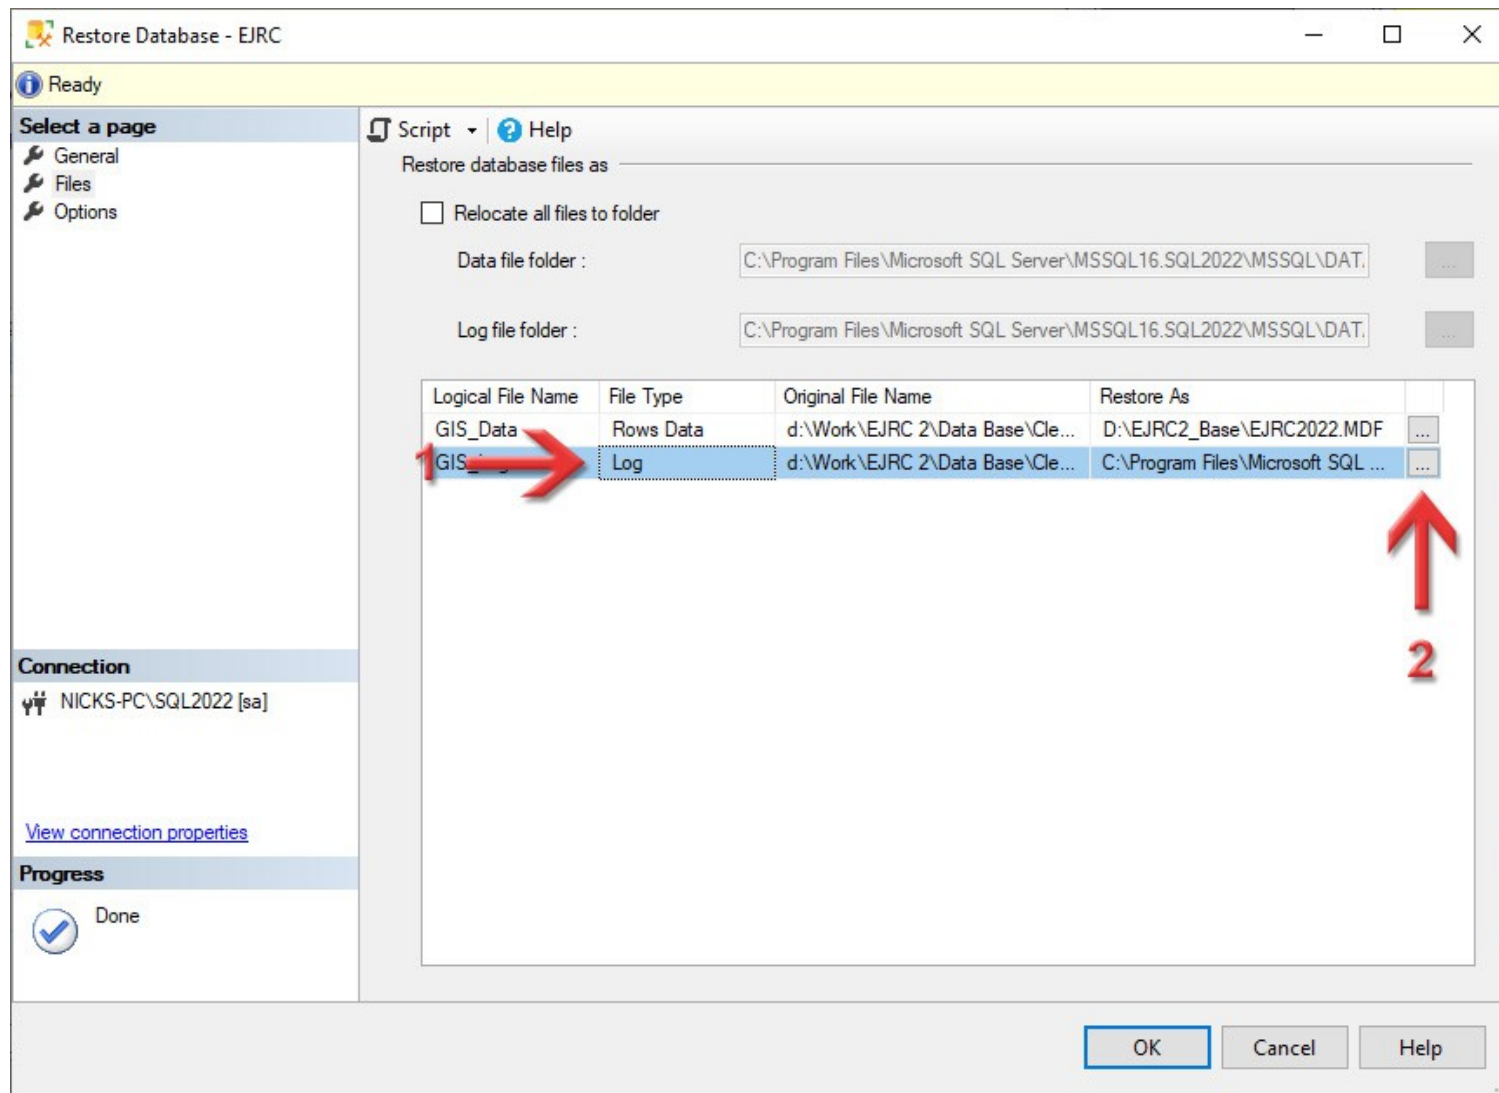 Restore Database - EJRC
Ready
Select a page
General
Files
Options
Script
Help
Restore database files as
Relocate all files to folder
Data file folder :
C:\Program Files\Microsoft SQL Server\MSSQL16.SQL2022\MSSQL\DAT
...
Log file folder :
C:\Program Files\Microsoft SQL Server\MSSQL16.SQL2022\MSSQL\DAT
...
Logical File Name File Type Original File Name Restore As
GIS_Data Rows Data d:\Work\EJRC 2\Data Base\Cle... D:\EJRC2_Base\EJRC2022.MDF ...
1 Log d:\Work\EJRC 2\Data Base\Cle... C:\Program Files\Microsoft SQL ... ...
2
Connection
NICKS-PC\SQL2022 [sa]
View connection properties
Progress
Done
OK Cancel Help